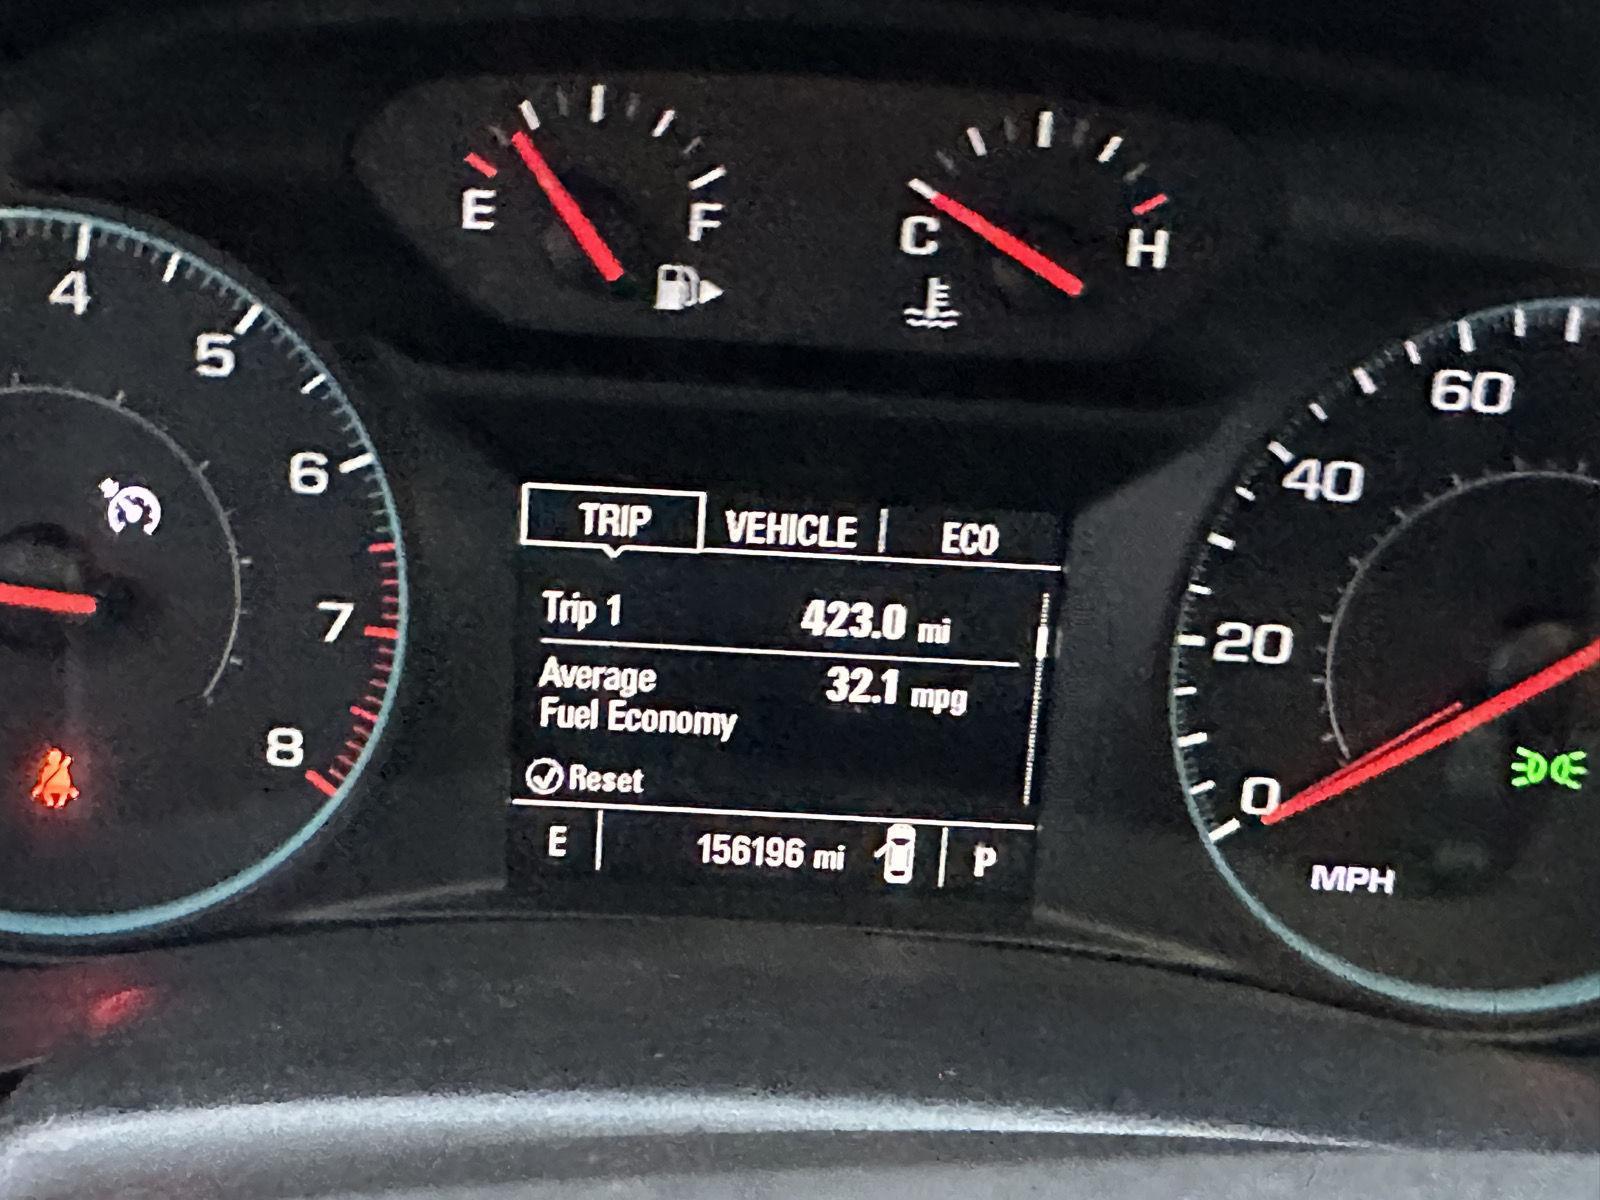 E F
C H
4
5
6
7
8
60
40
20
0
MPH
TRIP VEHICLE ECO
Trip 1 423.0 mi
Average 32.1 mpg
Fuel Economy
Reset
E 156196 mi P